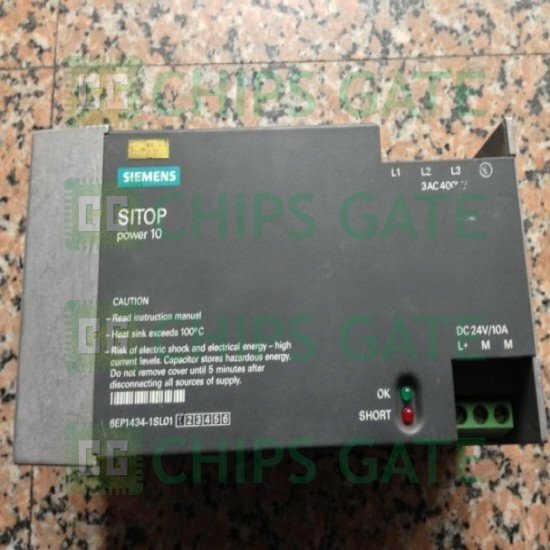 CHIPS GATE
SIEMENS
L1 L2 L3
3AC 400V
SITOP
power 10
CHIPS GATE
CAUTION
– Read instruction manual
– Heat sink exceeds 100°C
– Risk of electric shock and electrical energy – high
current levels. Capacitor stores hazardous energy.
Do not remove cover until 5 minutes after
disconnecting all sources of supply.
CHIPS GATE
DC 24V/10A
L+ M M
OK
SHORT
6EP1434-1SL01 1 2 3 4 5 6
CHIPS GATE